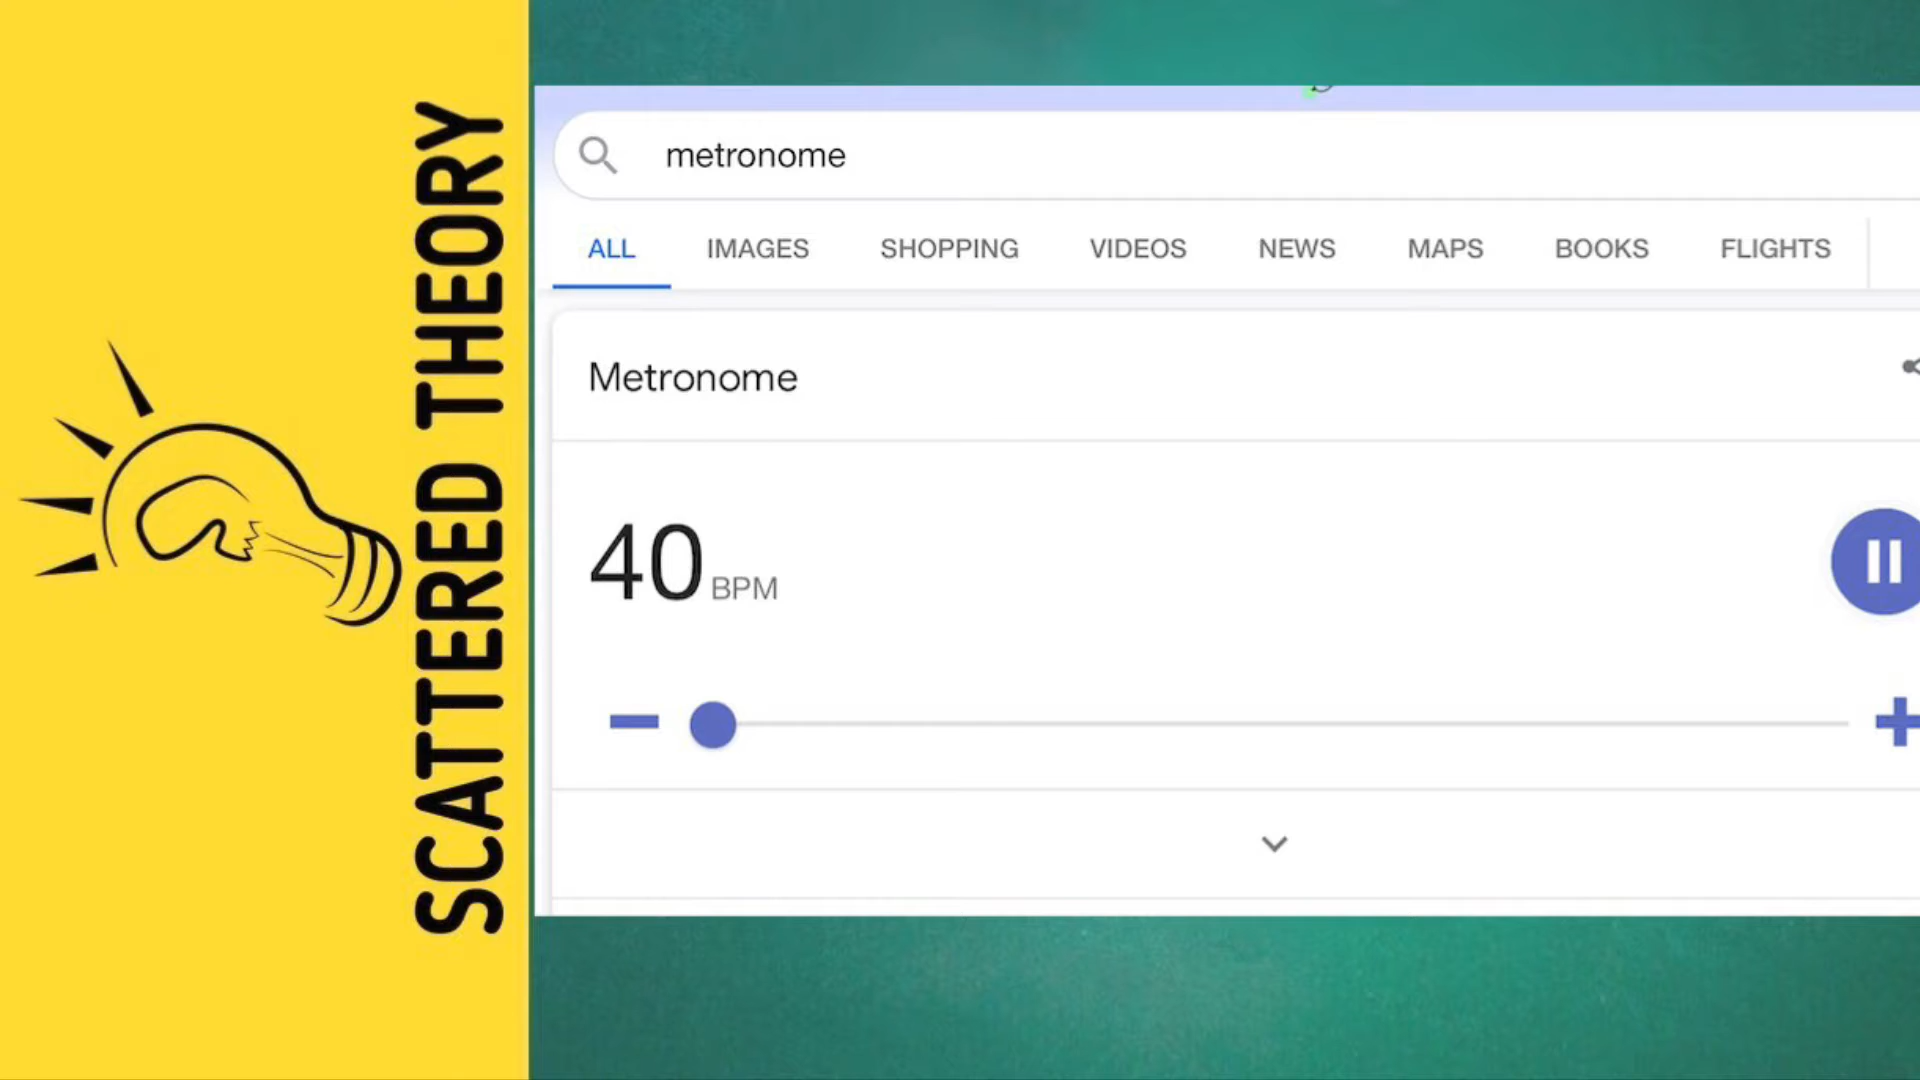 SCATTERED THEORY
metronome
ALL IMAGES SHOPPING VIDEOS NEWS MAPS BOOKS FLIGHTS
Metronome
40 BPM